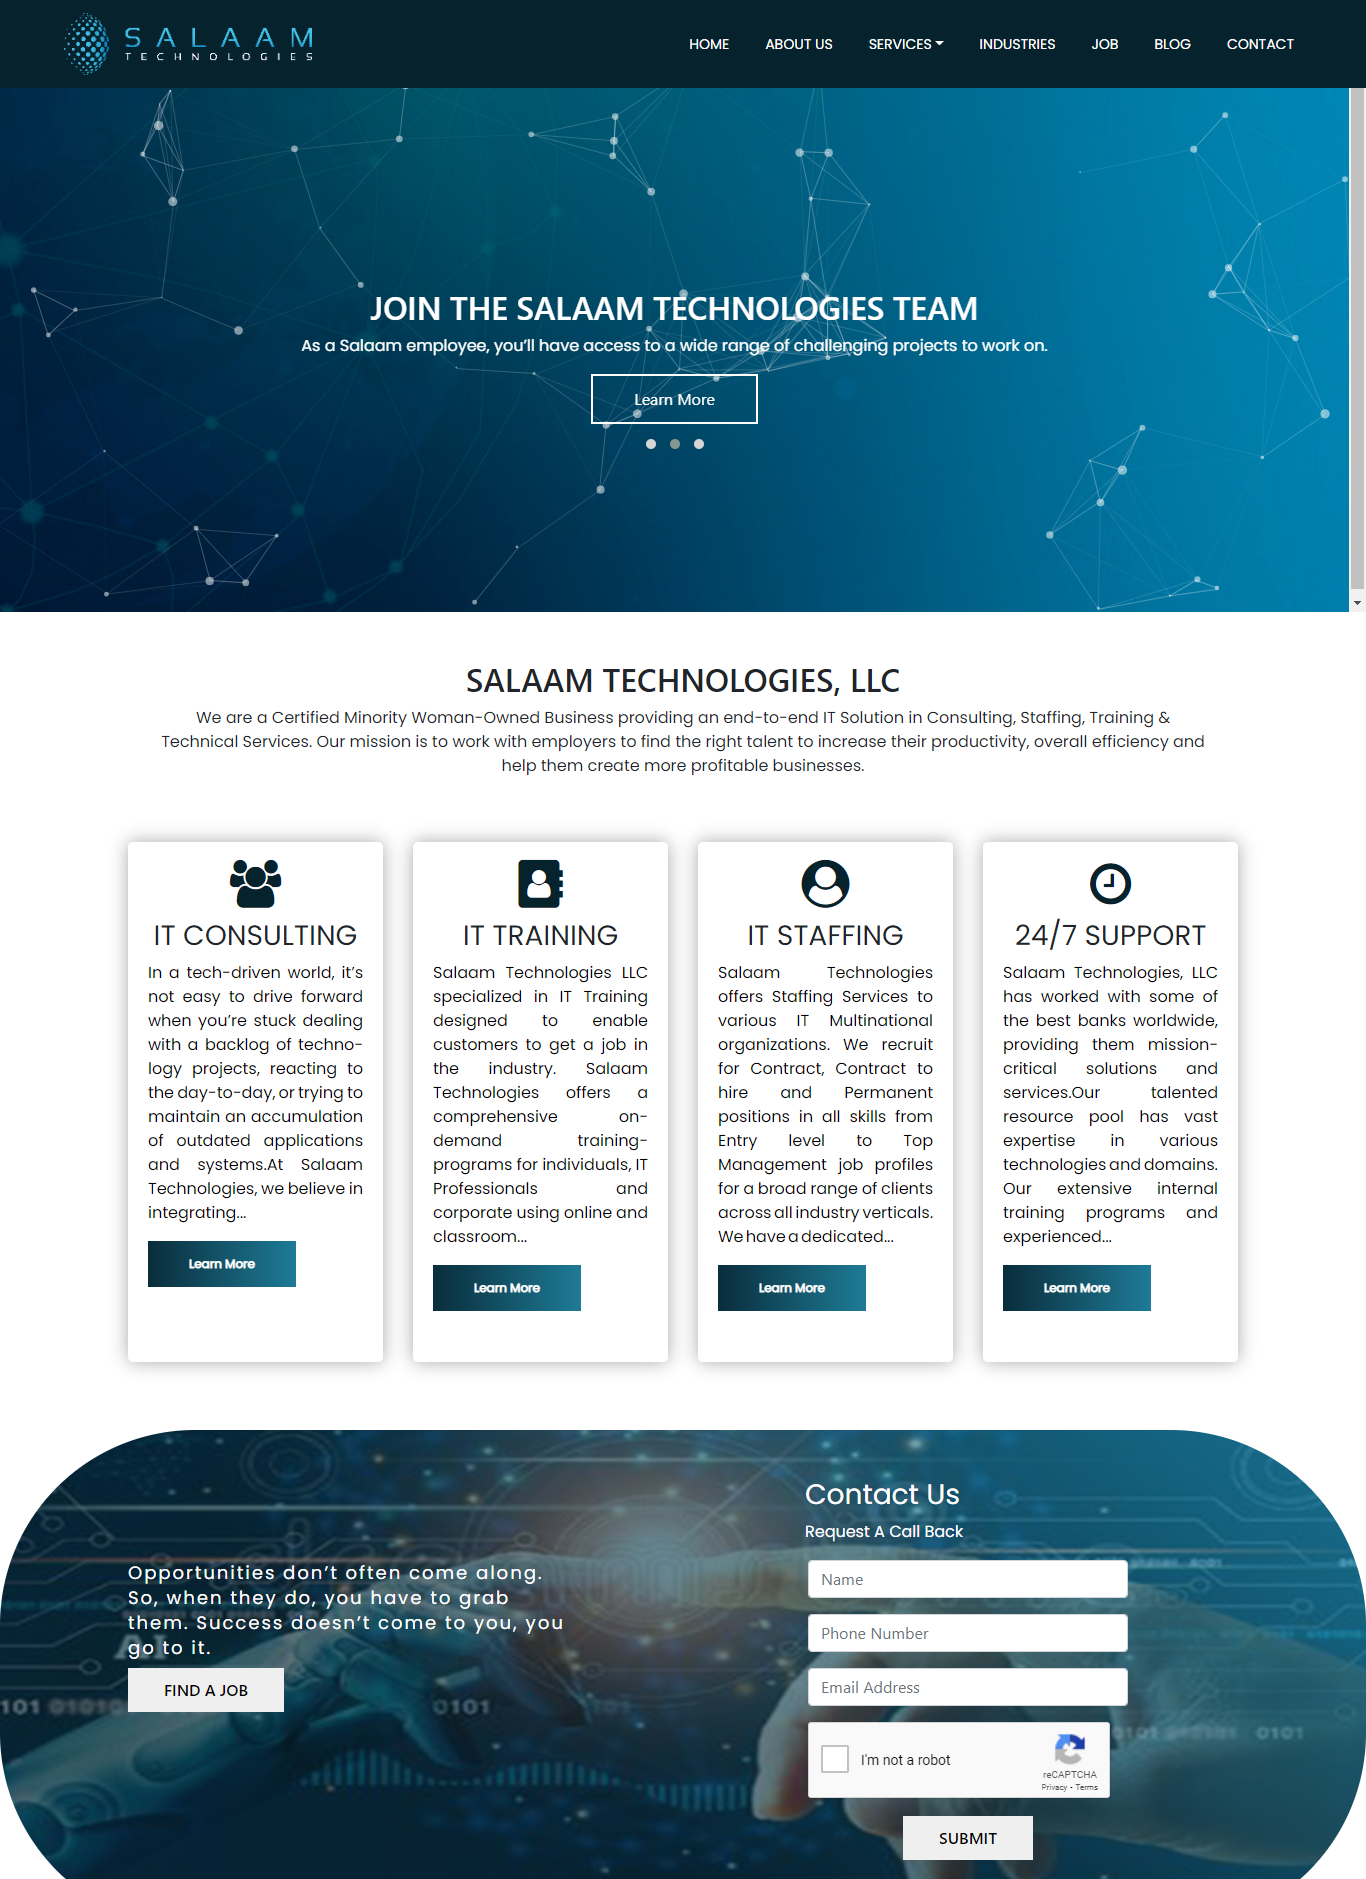 SALAAM
TECHNOLOGIES
HOME ABOUT US SERVICES INDUSTRIES JOB BLOG CONTACT
JOIN THE SALAAM TECHNOLOGIES TEAM
As a Salaam employee, you'll have access to a wide range of challenging projects to work on.
Learn More
SALAAM TECHNOLOGIES, LLC
We are a Certified Minority Woman-Owned Business providing an end-to-end IT Solution in Consulting, Staffing, Training &
Technical Services. Our mission is to work with employers to find the right talent to increase their productivity, overall efficiency and
help them create more profitable businesses.
IT CONSULTING
In a tech-driven world, it's
not easy to drive forward
when you're stuck dealing
with a backlog of techno-
logy projects, reacting to
the day-to-day, or trying to
maintain an accumulation
of outdated applications
and systems.At Salaam
Technologies, we believe in
integrating...
Learn More
IT TRAINING
Salaam Technologies LLC
specialized in IT Training
designed to enable
customers to get a job in
the industry. Salaam
Technologies offers a
comprehensive on-
demand training-
programs for individuals, IT
Professionals and
corporate using online and
classroom...
Learn More
IT STAFFING
Salaam Technologies
offers Staffing Services to
various IT Multinational
organizations. We recruit
for Contract, Contract to
hire and Permanent
positions in all skills from
Entry level to Top
Management job profiles
for a broad range of clients
across all industry verticals.
We have a dedicated...
Learn More
24/7 SUPPORT
Salaam Technologies, LLC
has worked with some of
the best banks worldwide,
providing them mission-
critical solutions and
services.Our talented
resource pool has vast
expertise in various
technologies and domains.
Our extensive internal
training programs and
experienced...
Learn More
Opportunities don't often come along.
So, when they do, you have to grab
them. Success doesn't come to you, you
go to it.
FIND A JOB
101 01010
0101
0101
Contact Us
Request A Call Back
Name
Phone Number
Email Address
I'm not a robot
reCAPTCHA
Privacy - Terms
SUBMIT